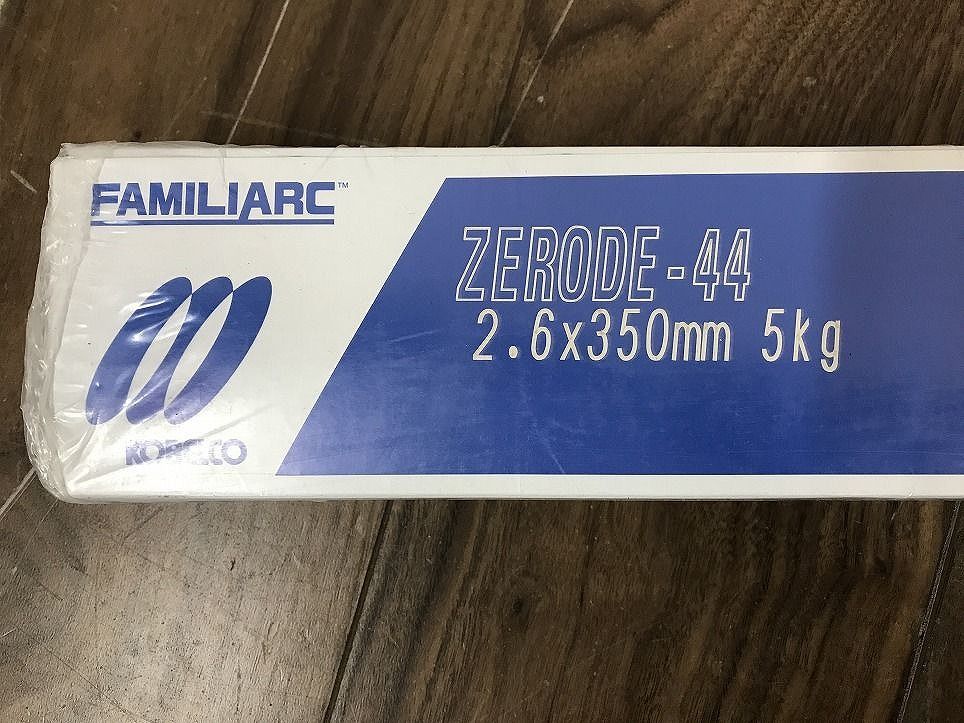 FAMILIARC™
KOBELCO
ZERODE-44
2.6x350mm 5kg